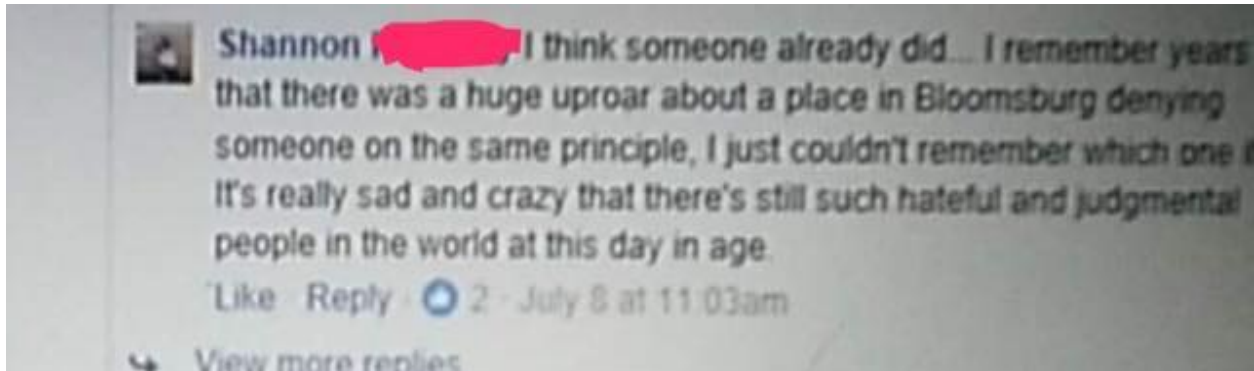 Shannon I think someone already did... I remember years
that there was a huge uproar about a place in Bloomsburg denying
someone on the same principle, I just couldn't remember which one
It's really sad and crazy that there's still such hateful and judgmental
people in the world at this day in age.
Like Reply 2 July 8 at 11:03am
View more replies